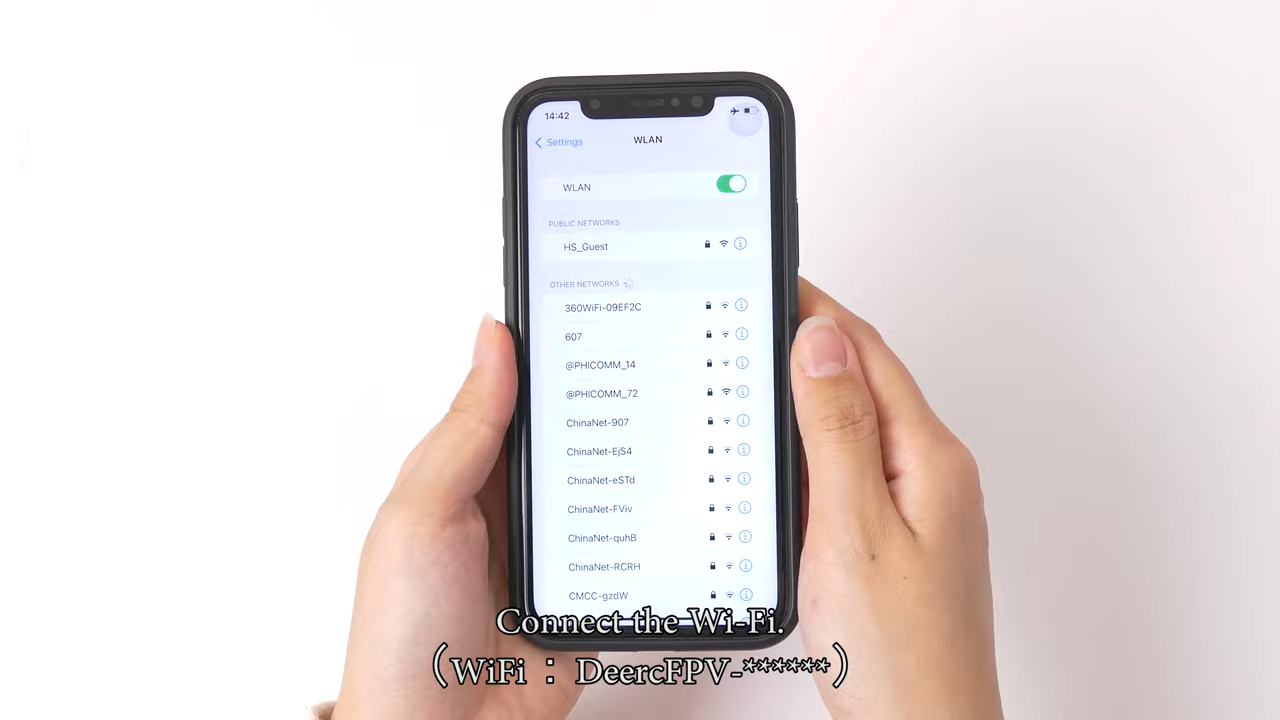 14:42
Settings
WLAN
WLAN
PUBLIC NETWORKS
HS_Guest
OTHER NETWORKS
360WiFi-09EF2C
607
@PHICOMM_14
@PHICOMM_72
ChinaNet-907
ChinaNet-EjS4
ChinaNet-eSTd
ChinaNet-FViv
ChinaNet-quhB
ChinaNet-RCRH
CMCC-gzdW
Connect the Wi-Fi.
（WiFi：DeercFPV-******）